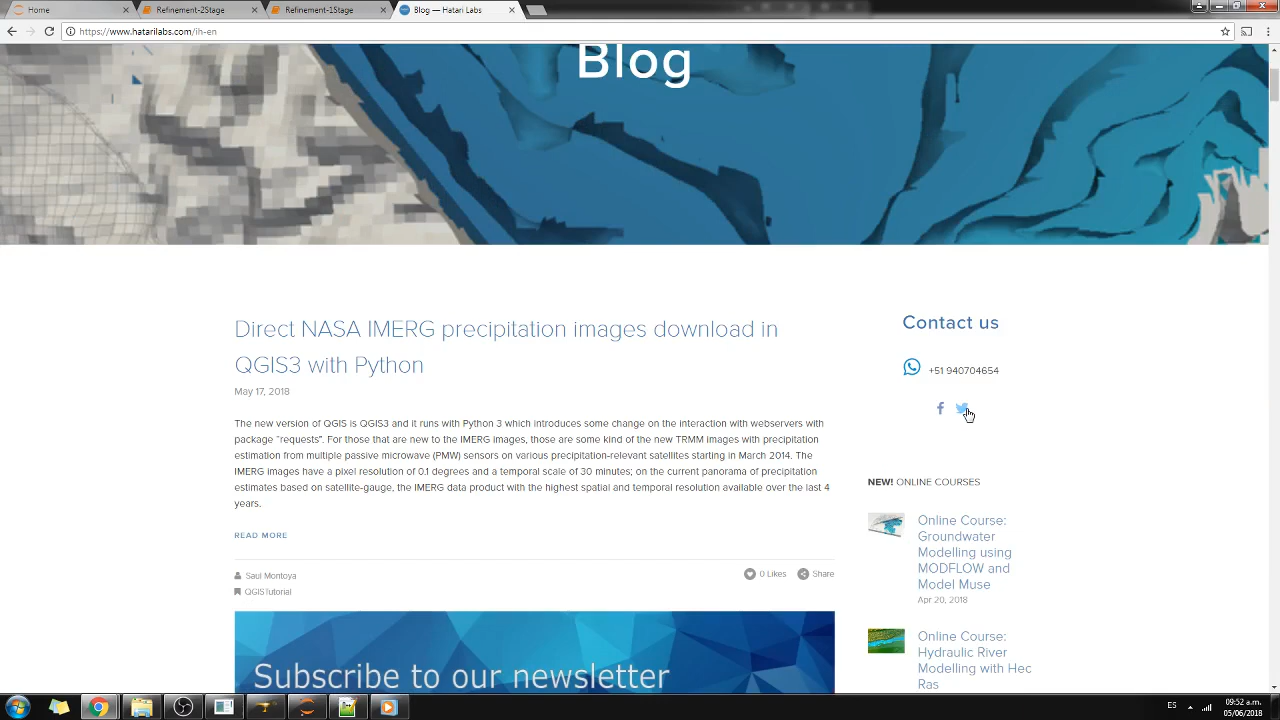 Home
Refinement-2Stage
Refinement-1Stage
Blog — Hatari Labs
https://www.hatarilabs.com/ih-en
Blog
Direct NASA IMERG precipitation images download in
QGIS3 with Python
May 17, 2018
The new version of QGIS is QGIS3 and it runs with Python 3 which introduces some change on the interaction with webservers with
package "requests". For those that are new to the IMERG images, those are some kind of the new TRMM images with precipitation
estimation from multiple passive microwave (PMW) sensors on various precipitation-relevant satellites starting in March 2014. The
IMERG images have a pixel resolution of 0.1 degrees and a temporal scale of 30 minutes; on the current panorama of precipitation
estimates based on satellite-gauge, the IMERG data product with the highest spatial and temporal resolution available over the last 4
years.
READ MORE
Saul Montoya
QGISTutorial
0 Likes
Share
Subscribe to our newsletter
Contact us
+51 940704654
NEW! ONLINE COURSES
Online Course:
Groundwater
Modelling using
MODFLOW and
Model Muse
Apr 20, 2018
Online Course:
Hydraulic River
Modelling with Hec
Ras
ES
09:52 a.m.
05/06/2018